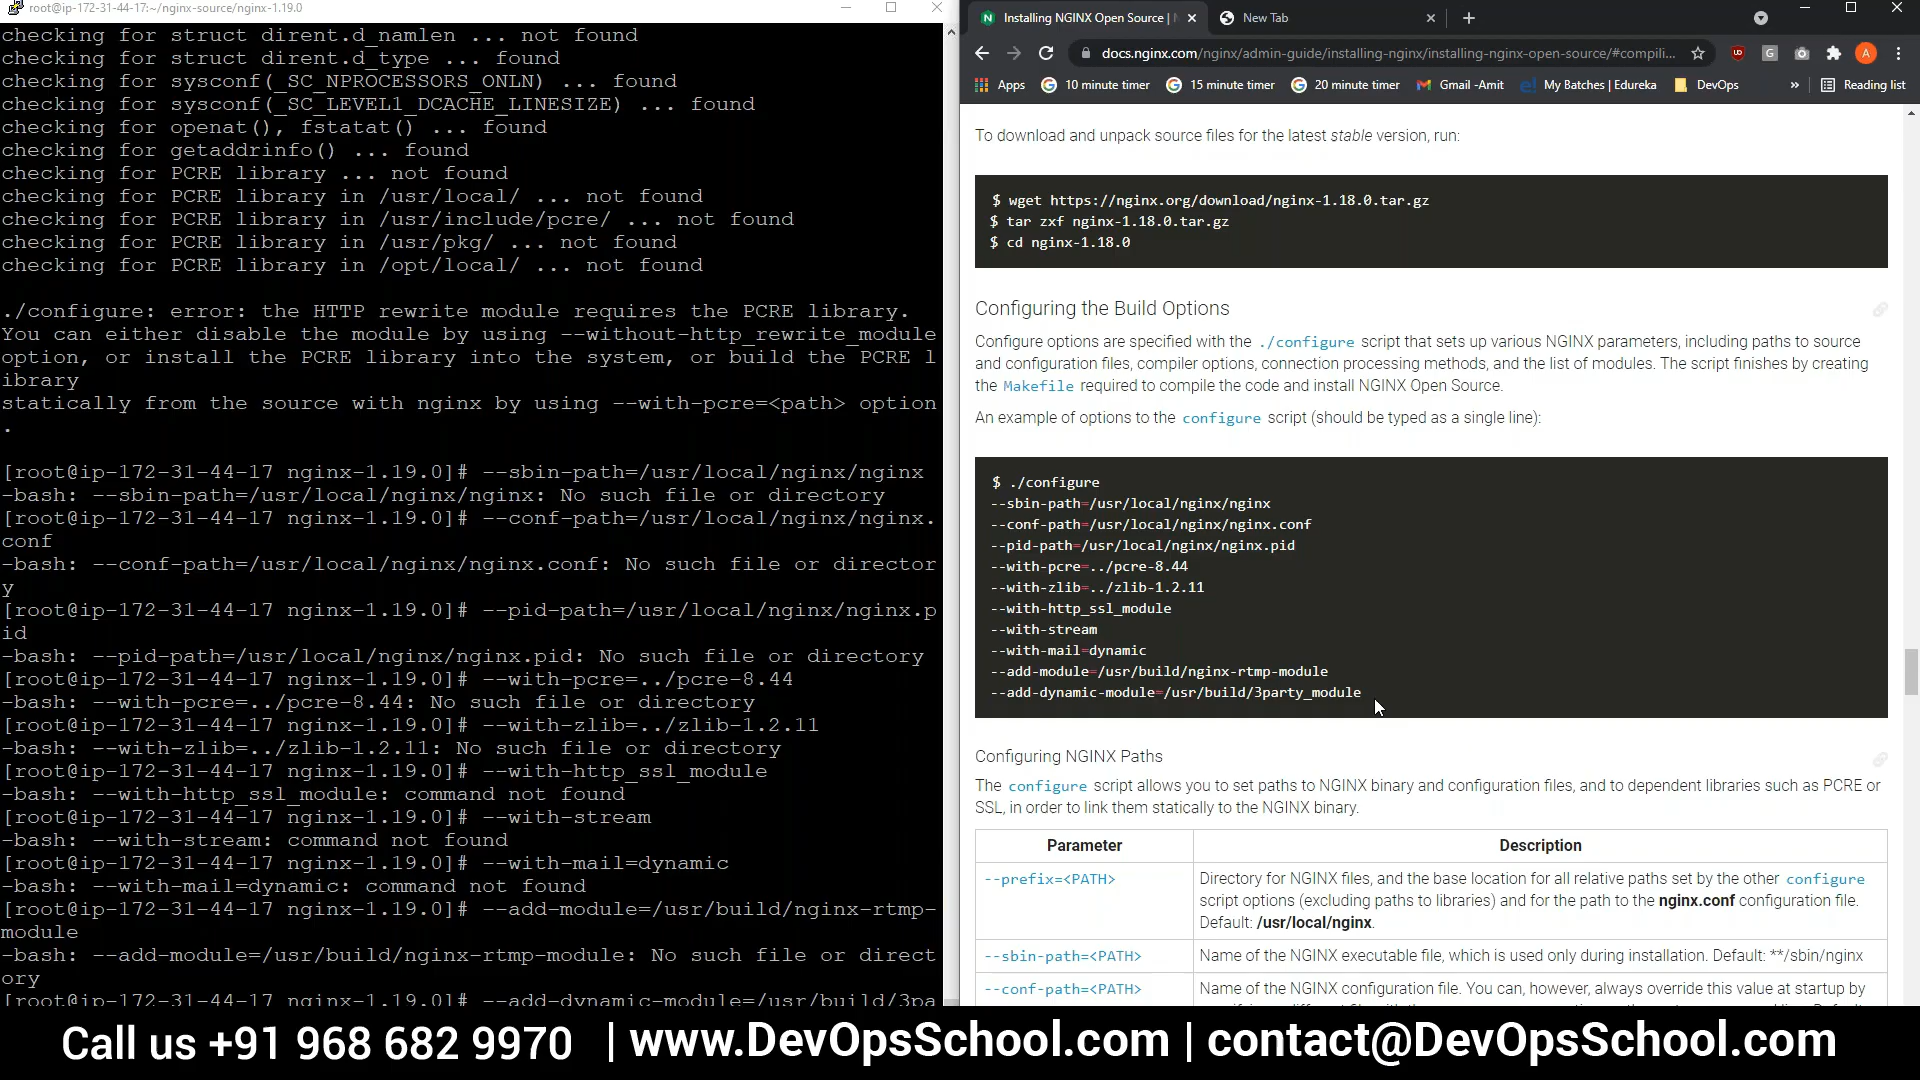 root@ip-172-31-44-17:~/nginx-source/nginx-1.19.0
checking for struct dirent.d_namlen ... not found
checking for struct dirent.d_type ... found
checking for sysconf(_SC_NPROCESSORS_ONLN) ... found
checking for sysconf(_SC_LEVEL1_DCACHE_LINESIZE) ... found
checking for openat(), fstatat() ... found
checking for getaddrinfo() ... found
checking for PCRE library ... not found
checking for PCRE library in /usr/local/ ... not found
checking for PCRE library in /usr/include/pcre/ ... not found
checking for PCRE library in /usr/pkg/ ... not found
checking for PCRE library in /opt/local/ ... not found
./configure: error: the HTTP rewrite module requires the PCRE library.
You can either disable the module by using --without-http_rewrite_module
option, or install the PCRE library into the system, or build the PCRE l
ibrary
statically from the source with nginx by using --with-pcre=<path> option
.
[root@ip-172-31-44-17 nginx-1.19.0]# --sbin-path=/usr/local/nginx/nginx
-bash: --sbin-path=/usr/local/nginx/nginx: No such file or directory
[root@ip-172-31-44-17 nginx-1.19.0]# --conf-path=/usr/local/nginx/nginx.
conf
-bash: --conf-path=/usr/local/nginx/nginx.conf: No such file or director
y
[root@ip-172-31-44-17 nginx-1.19.0]# --pid-path=/usr/local/nginx/nginx.p
id
-bash: --pid-path=/usr/local/nginx/nginx.pid: No such file or directory
[root@ip-172-31-44-17 nginx-1.19.0]# --with-pcre=../pcre-8.44
-bash: --with-pcre=../pcre-8.44: No such file or directory
[root@ip-172-31-44-17 nginx-1.19.0]# --with-zlib=../zlib-1.2.11
-bash: --with-zlib=../zlib-1.2.11: No such file or directory
[root@ip-172-31-44-17 nginx-1.19.0]# --with-http_ssl_module
-bash: --with-http_ssl_module: command not found
[root@ip-172-31-44-17 nginx-1.19.0]# --with-stream
-bash: --with-stream: command not found
[root@ip-172-31-44-17 nginx-1.19.0]# --with-mail=dynamic
-bash: --with-mail=dynamic: command not found
[root@ip-172-31-44-17 nginx-1.19.0]# --add-module=/usr/build/nginx-rtmp-
module
-bash: --add-module=/usr/build/nginx-rtmp-module: No such file or direct
ory
[root@ip-172-31-44-17 nginx-1.19.0]# --add-dynamic-module=/usr/build/3pa
Installing NGINX Open Source |
New Tab
docs.nginx.com/nginx/admin-guide/installing-nginx/installing-nginx-open-source/#compili...
Apps 10 minute timer 15 minute timer 20 minute timer Gmail -Amit My Batches | Edureka DevOps » Reading list
To download and unpack source files for the latest stable version, run:
$ wget https://nginx.org/download/nginx-1.18.0.tar.gz
$ tar zxf nginx-1.18.0.tar.gz
$ cd nginx-1.18.0
Configuring the Build Options
Configure options are specified with the ./configure script that sets up various NGINX parameters, including paths to source
and configuration files, compiler options, connection processing methods, and the list of modules. The script finishes by creating
the Makefile required to compile the code and install NGINX Open Source.
An example of options to the configure script (should be typed as a single line):
$ ./configure
--sbin-path=/usr/local/nginx/nginx
--conf-path=/usr/local/nginx/nginx.conf
--pid-path=/usr/local/nginx/nginx.pid
--with-pcre=../pcre-8.44
--with-zlib=../zlib-1.2.11
--with-http_ssl_module
--with-stream
--with-mail=dynamic
--add-module=/usr/build/nginx-rtmp-module
--add-dynamic-module=/usr/build/3party_module
Configuring NGINX Paths
The configure script allows you to set paths to NGINX binary and configuration files, and to dependent libraries such as PCRE or
SSL, in order to link them statically to the NGINX binary.
Parameter Description
--prefix=<PATH> Directory for NGINX files, and the base location for all relative paths set by the other configure
script options (excluding paths to libraries) and for the path to the nginx.conf configuration file.
Default: /usr/local/nginx.
--sbin-path=<PATH> Name of the NGINX executable file, which is used only during installation. Default: **/sbin/nginx
--conf-path=<PATH> Name of the NGINX configuration file. You can, however, always override this value at startup by
Call us +91 968 682 9970 | www.DevOpsSchool.com | contact@DevOpsSchool.com